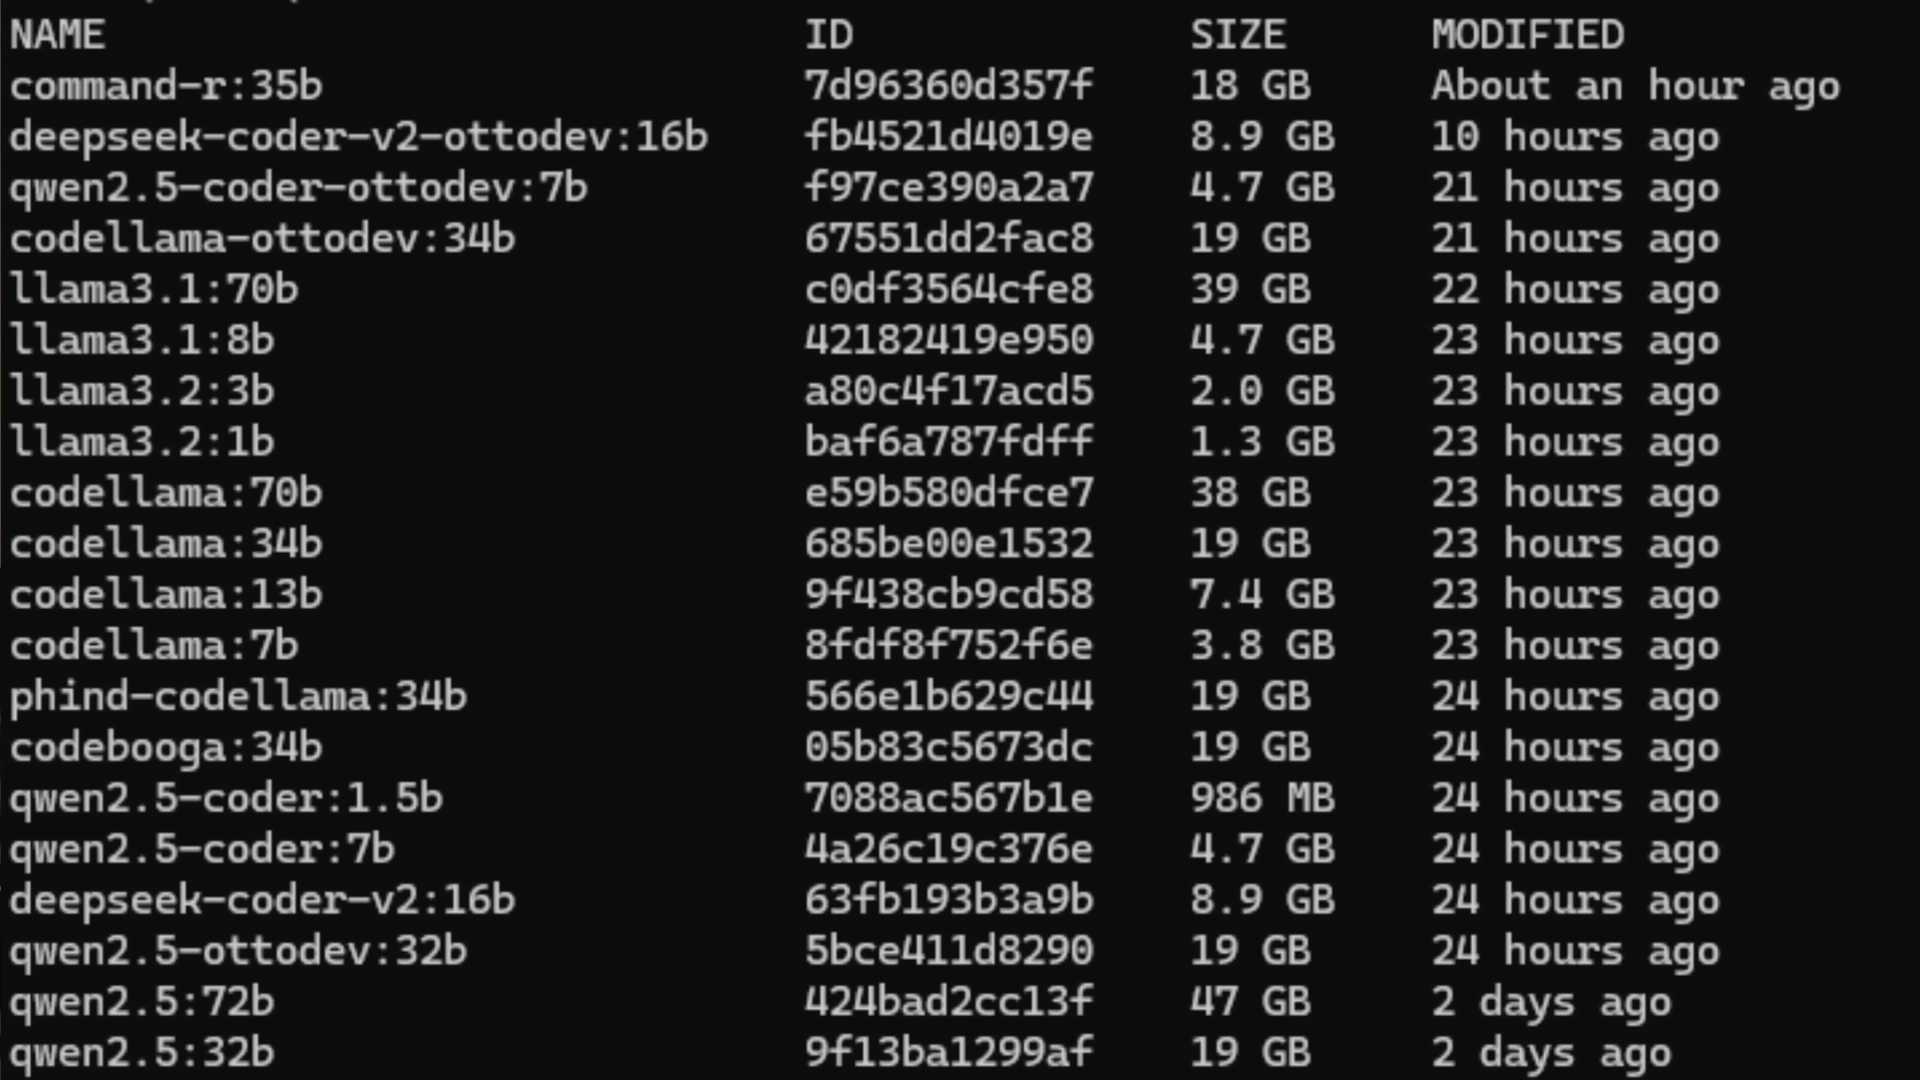 NAME ID SIZE MODIFIED
command-r:35b 7d96360d357f 18 GB About an hour ago
deepseek-coder-v2-ottodev:16b fb4521d4019e 8.9 GB 10 hours ago
qwen2.5-coder-ottodev:7b f97ce390a2a7 4.7 GB 21 hours ago
codellama-ottodev:34b 67551dd2fac8 19 GB 21 hours ago
llama3.1:70b c0df3564cfe8 39 GB 22 hours ago
llama3.1:8b 42182419e950 4.7 GB 23 hours ago
llama3.2:3b a80c4f17acd5 2.0 GB 23 hours ago
llama3.2:1b baf6a787fdff 1.3 GB 23 hours ago
codellama:70b e59b580dfce7 38 GB 23 hours ago
codellama:34b 685be00e1532 19 GB 23 hours ago
codellama:13b 9f438cb9cd58 7.4 GB 23 hours ago
codellama:7b 8fdf8f752f6e 3.8 GB 23 hours ago
phind-codellama:34b 566e1b629c44 19 GB 24 hours ago
codebooga:34b 05b83c5673dc 19 GB 24 hours ago
qwen2.5-coder:1.5b 7088ac567b1e 986 MB 24 hours ago
qwen2.5-coder:7b 4a26c19c376e 4.7 GB 24 hours ago
deepseek-coder-v2:16b 63fb193b3a9b 8.9 GB 24 hours ago
qwen2.5-ottodev:32b 5bce411d8290 19 GB 24 hours ago
qwen2.5:72b 424bad2cc13f 47 GB 2 days ago
qwen2.5:32b 9f13ba1299af 19 GB 2 days ago